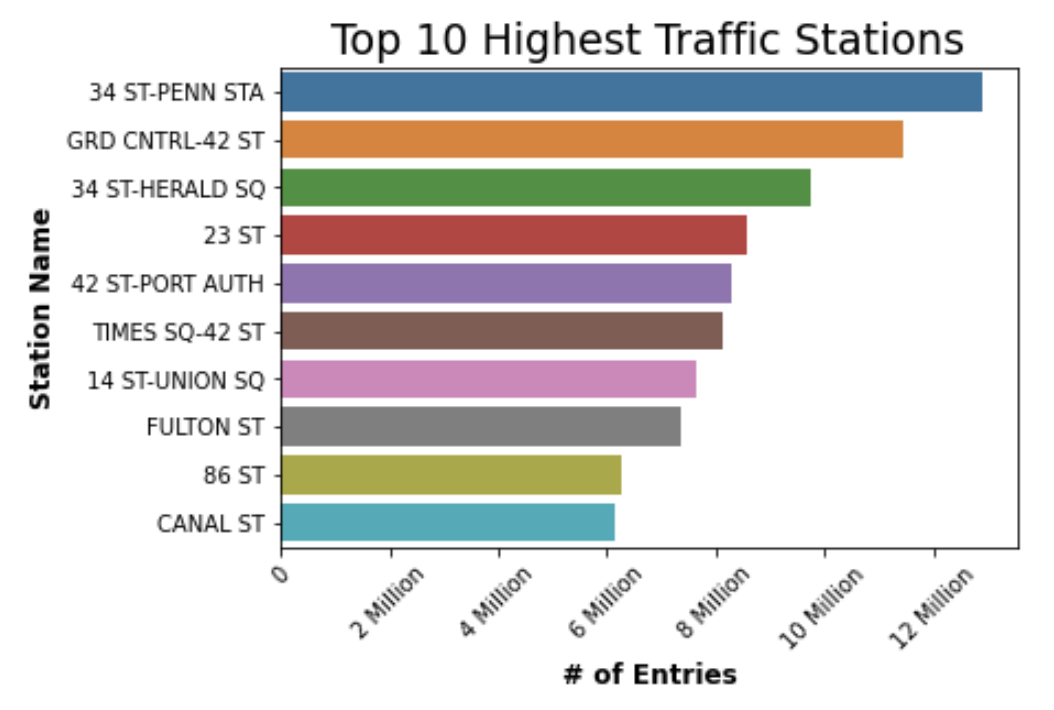 Top 10 Highest Traffic Stations
34 ST-PENN STA
GRD CNTRL-42 ST
34 ST-HERALD SQ
23 ST
42 ST-PORT AUTH
TIMES SQ-42 ST
14 ST-UNION SQ
FULTON ST
86 ST
CANAL ST
Station Name
0
2 Million
4 Million
6 Million
8 Million
10 Million
12 Million
# of Entries